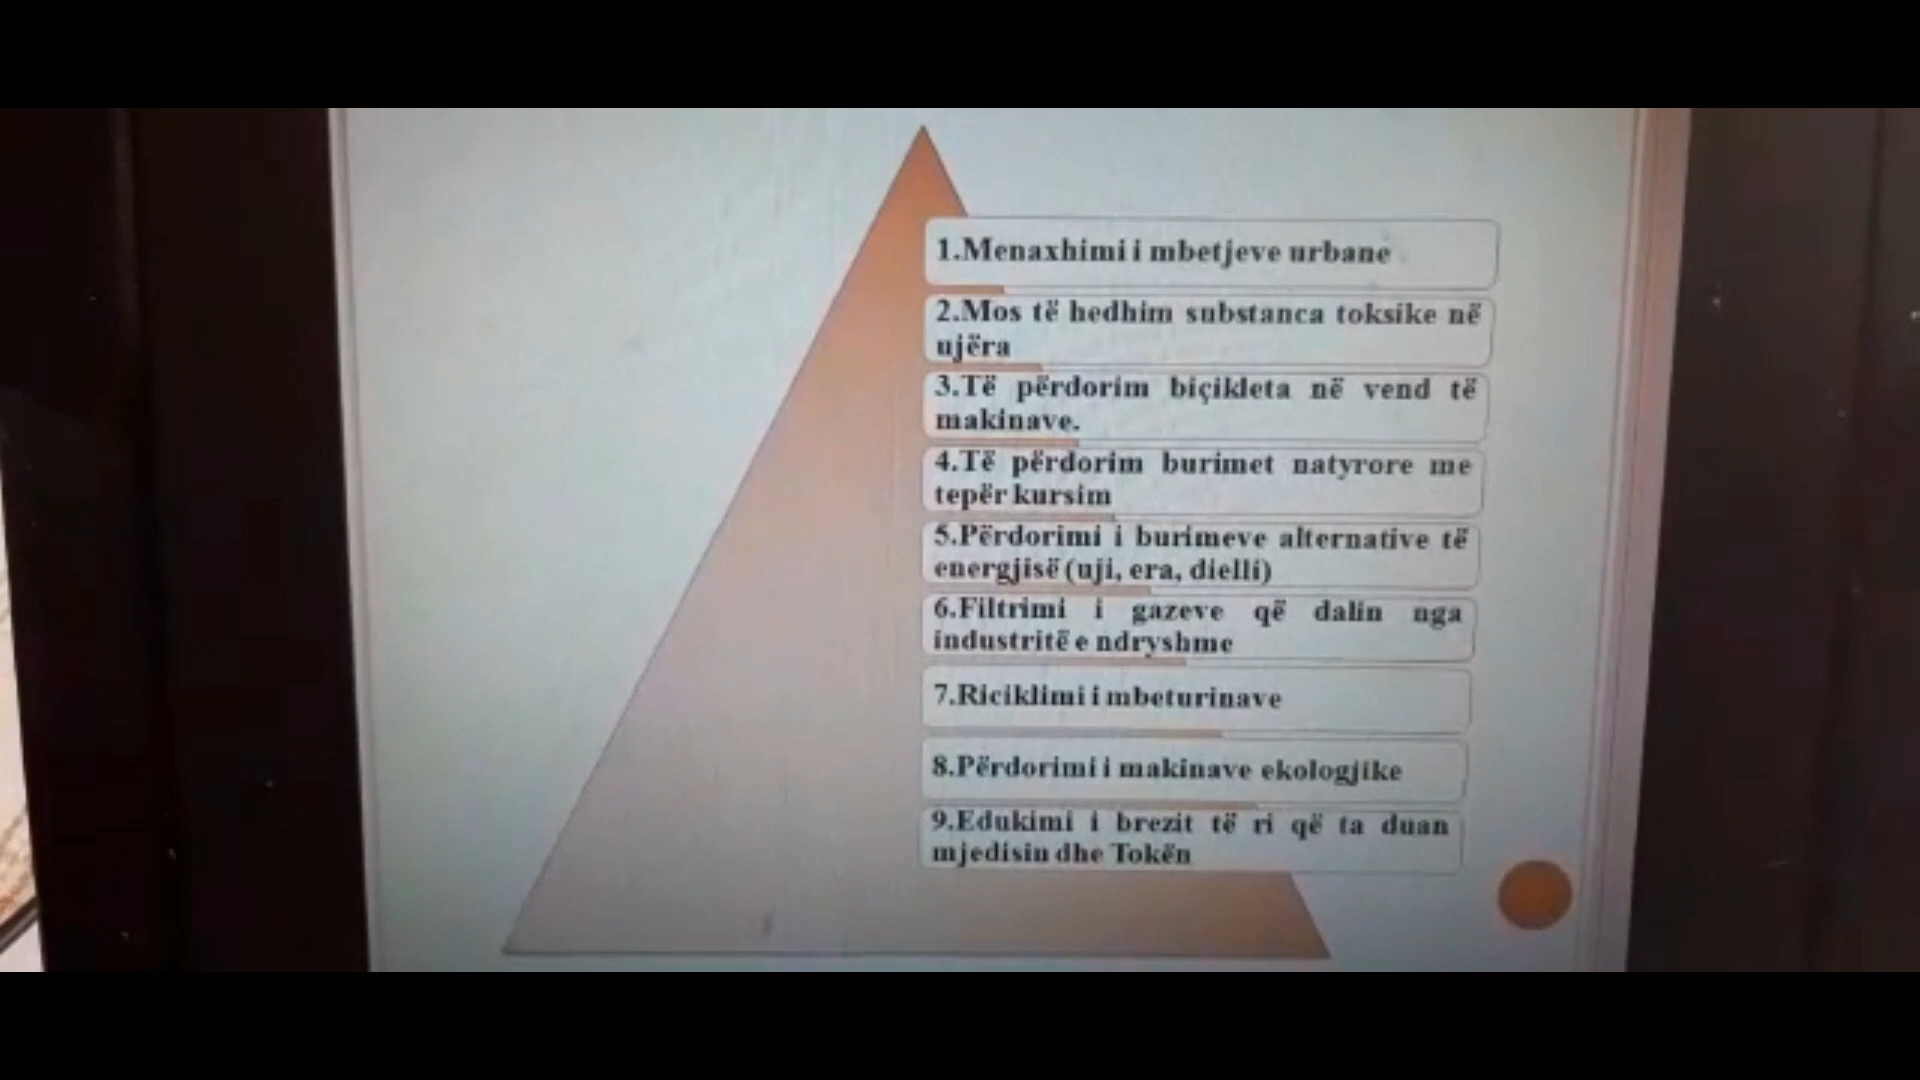 1.Menaxhimi i mbetjeve urbane
2.Mos të hedhim substanca toksike në
ujëra
3.Të përdorim biçikleta në vend të
makinave.
4.Të përdorim burimet natyrore me
tepër kursim
5.Përdorimi i burimeve alternative të
energjisë (uji, era, dielli)
6.Filtrimi i gazeve që dalin nga
industritë e ndryshme
7.Riciklimi i mbeturinave
8.Përdorimi i makinave ekologjike
9.Edukimi i brezit të ri që ta duan
mjedisin dhe Tokën